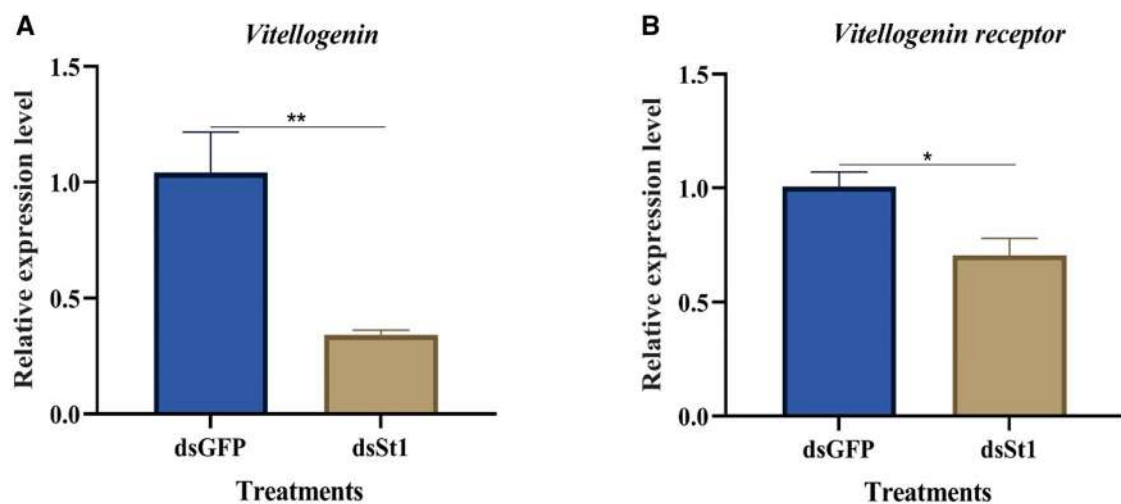 A
Vitellogenin
Relative expression level
1.5
1.0
0.5
0.0
**
dsGFP
dsSt1
Treatments
B
Vitellogenin receptor
Relative expression level
1.5
1.0
0.5
0.0
*
dsGFP
dsSt1
Treatments